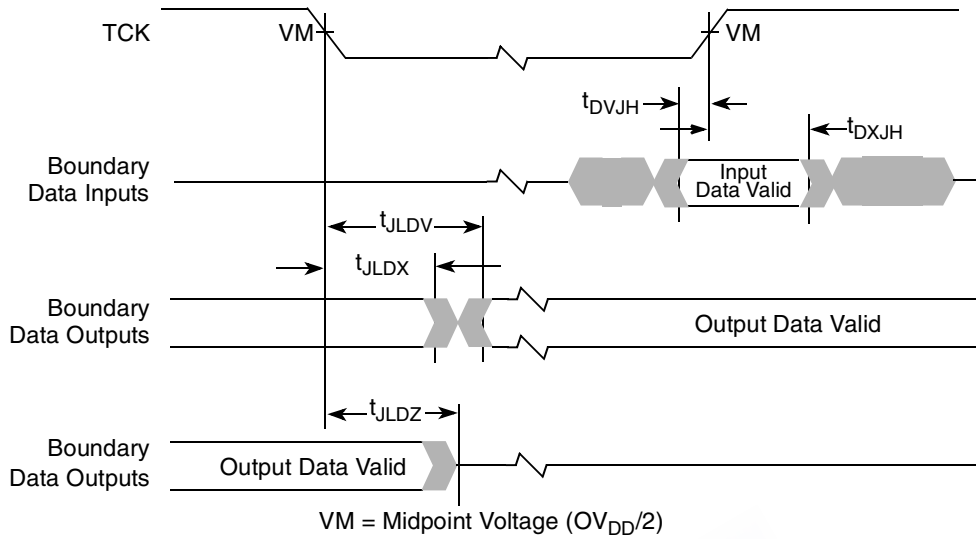 TCK
VM
VM
tDVJH
tDXJH
Boundary
Data Inputs
Input
Data Valid
tJLDV
tJLDX
Boundary
Data Outputs
Output Data Valid
tJLDZ
Boundary
Data Outputs
Output Data Valid
VM = Midpoint Voltage (OVDD/2)